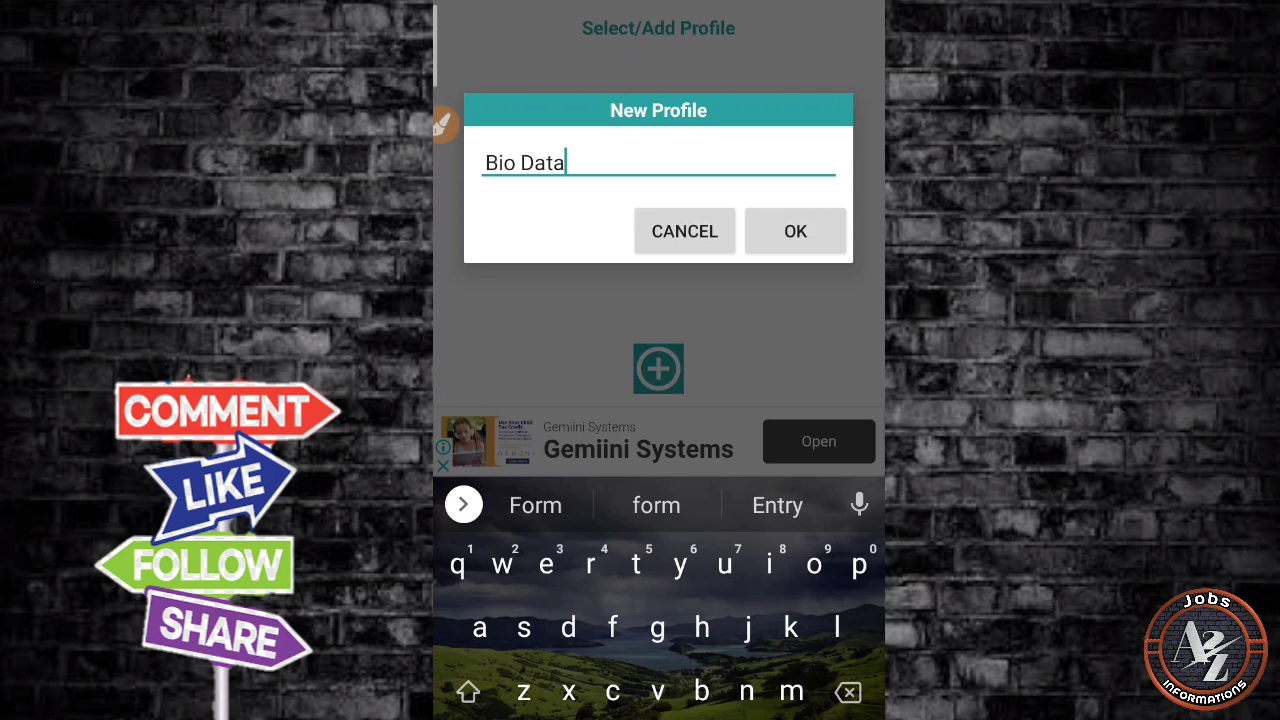 Select/Add Profile
New Profile
Bio Data
CANCEL OK
Gemiini Systems
Gemiini Systems
Open
Form form Entry
1 2 3 4 5 6 7 8 9 0
q w e r t y u i o p
a s d f g h j k l
z x c v b n m
COMMENT
LIKE
FOLLOW
SHARE
Jobs
A2Z
INFORMATIONS